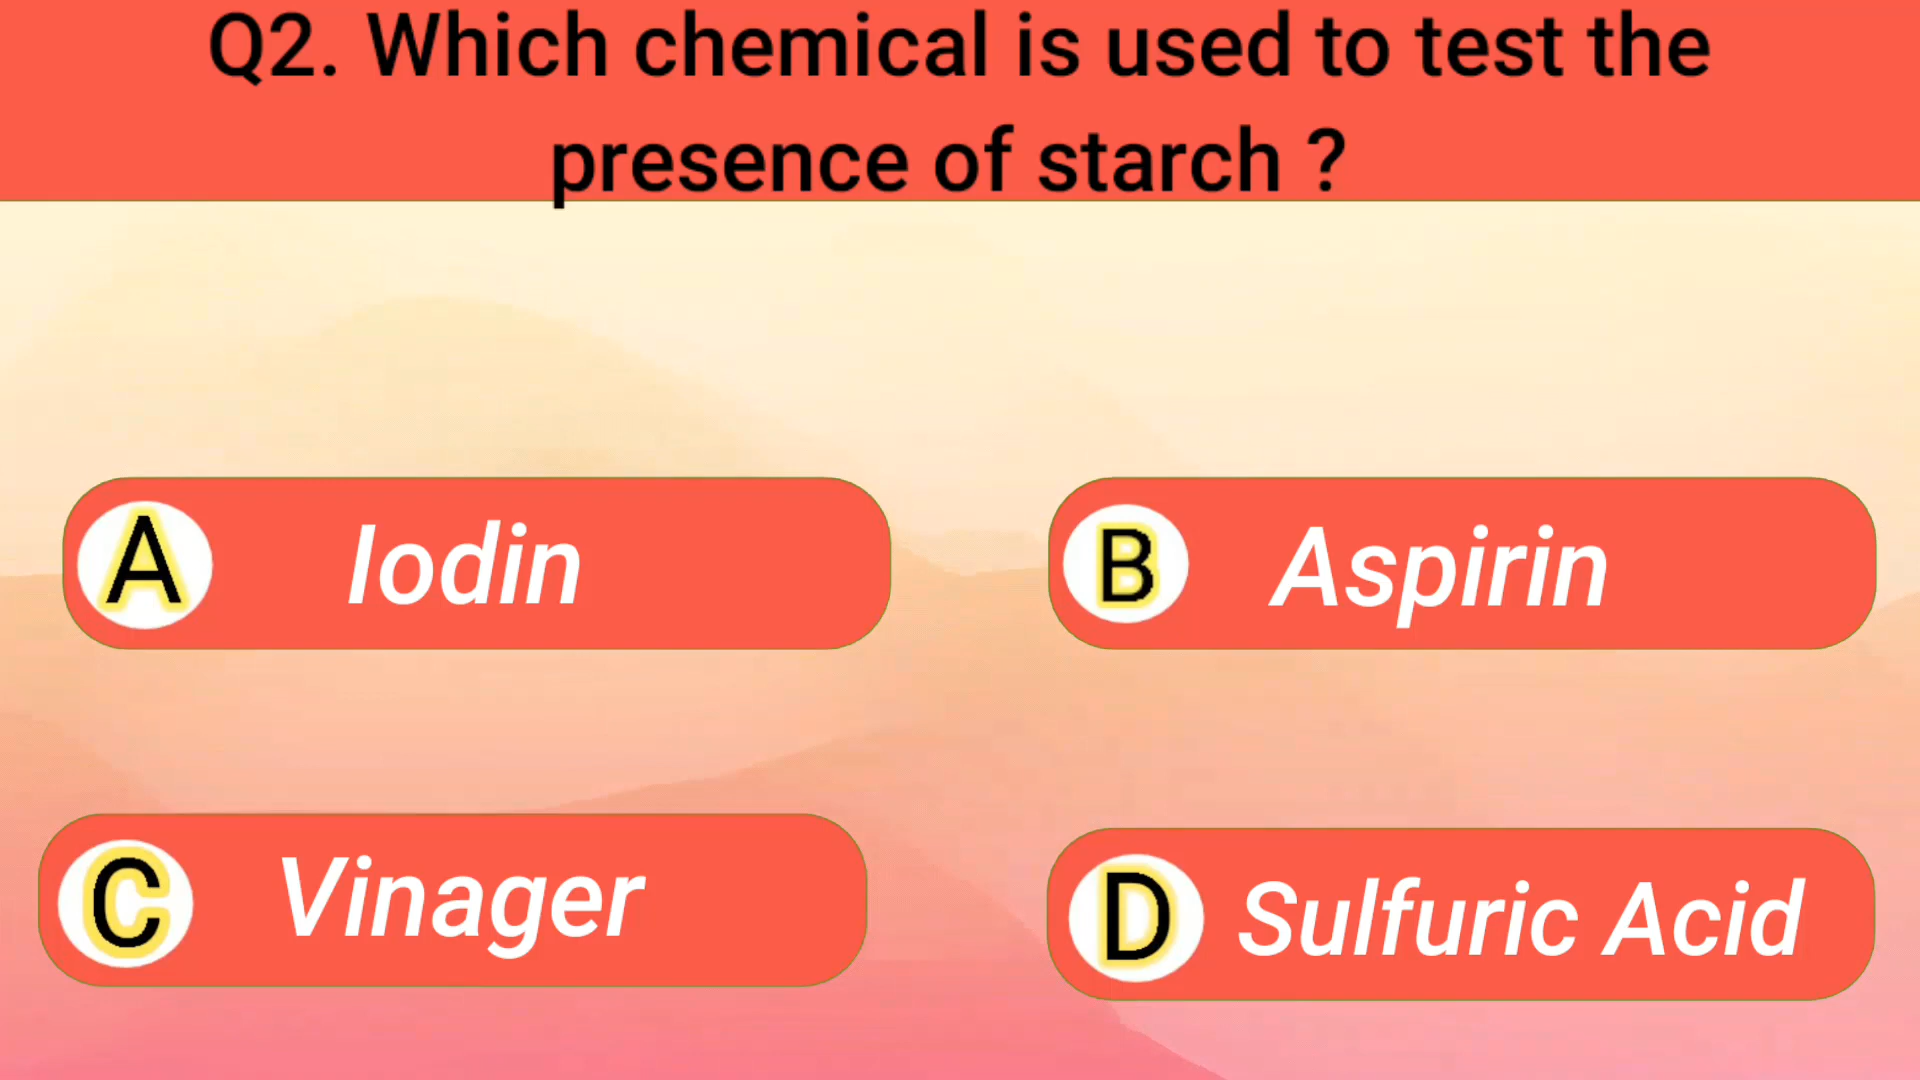 Q2. Which chemical is used to test the
presence of starch ?
A Iodin
B Aspirin
C Vinager
D Sulfuric Acid